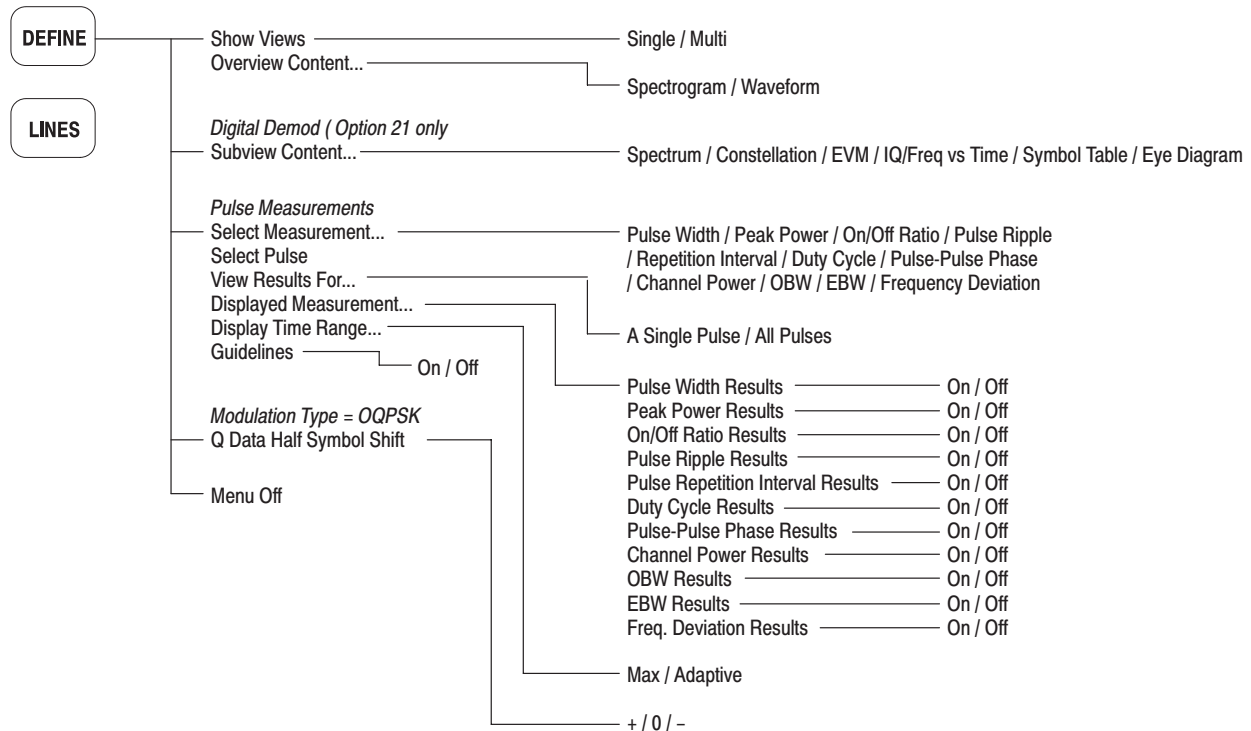 DEFINE
Show Views
Single / Multi
Overview Content...
Spectrogram / Waveform
LINES
Digital Demod ( Option 21 only
Subview Content...
Spectrum / Constellation / EVM / IQ/Freq vs Time / Symbol Table / Eye Diagram
Pulse Measurements
Select Measurement...
Pulse Width / Peak Power / On/Off Ratio / Pulse Ripple
/ Repetition Interval / Duty Cycle / Pulse-Pulse Phase
/ Channel Power / OBW / EBW / Frequency Deviation
Select Pulse
View Results For...
A Single Pulse / All Pulses
Displayed Measurement...
Display Time Range...
Guidelines
On / Off
Pulse Width Results On / Off
Peak Power Results On / Off
On/Off Ratio Results On / Off
Pulse Ripple Results On / Off
Pulse Repetition Interval Results On / Off
Duty Cycle Results On / Off
Pulse-Pulse Phase Results On / Off
Channel Power Results On / Off
OBW Results On / Off
EBW Results On / Off
Freq. Deviation Results On / Off
Modulation Type = OQPSK
Q Data Half Symbol Shift
Menu Off
Max / Adaptive
+ / 0 / –